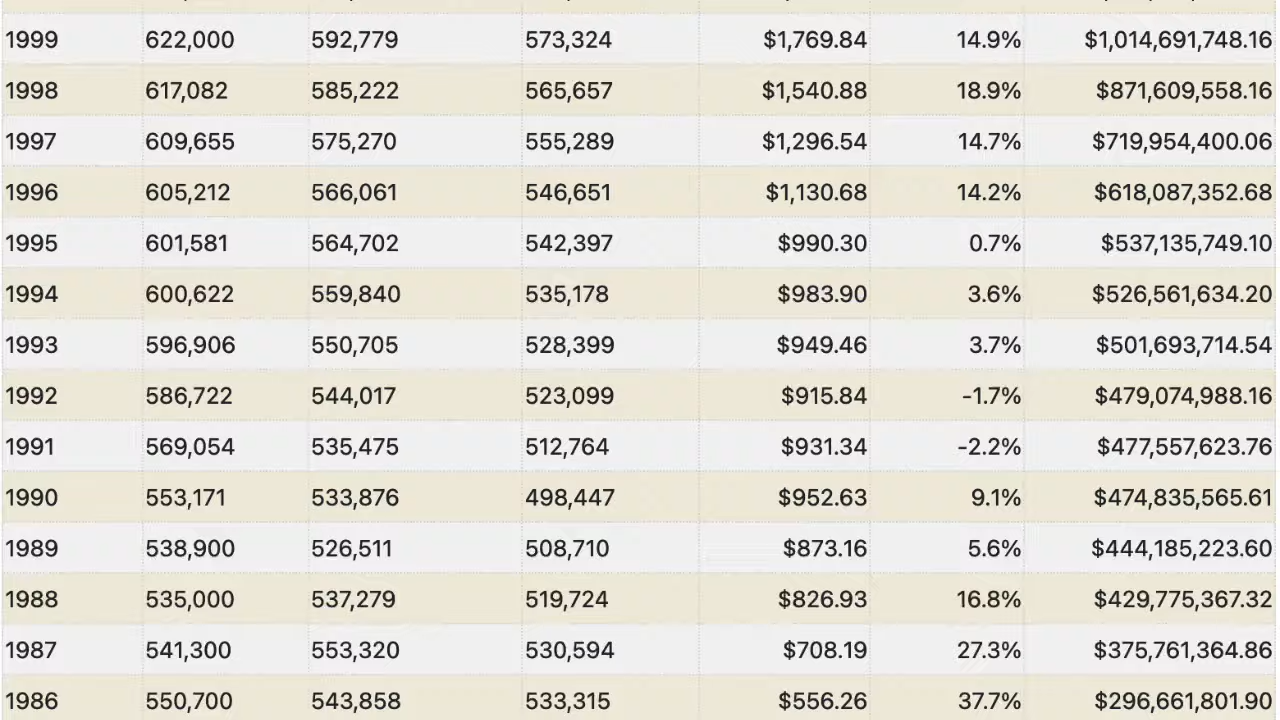 1999 622,000 592,779 573,324 $1,769.84 14.9% $1,014,691,748.16
1998 617,082 585,222 565,657 $1,540.88 18.9% $871,609,558.16
1997 609,655 575,270 555,289 $1,296.54 14.7% $719,954,400.06
1996 605,212 566,061 546,651 $1,130.68 14.2% $618,087,352.68
1995 601,581 564,702 542,397 $990.30 0.7% $537,135,749.10
1994 600,622 559,840 535,178 $983.90 3.6% $526,561,634.20
1993 596,906 550,705 528,399 $949.46 3.7% $501,693,714.54
1992 586,722 544,017 523,099 $915.84 -1.7% $479,074,988.16
1991 569,054 535,475 512,764 $931.34 -2.2% $477,557,623.76
1990 553,171 533,876 498,447 $952.63 9.1% $474,835,565.61
1989 538,900 526,511 508,710 $873.16 5.6% $444,185,223.60
1988 535,000 537,279 519,724 $826.93 16.8% $429,775,367.32
1987 541,300 553,320 530,594 $708.19 27.3% $375,761,364.86
1986 550,700 543,858 533,315 $556.26 37.7% $296,661,801.90